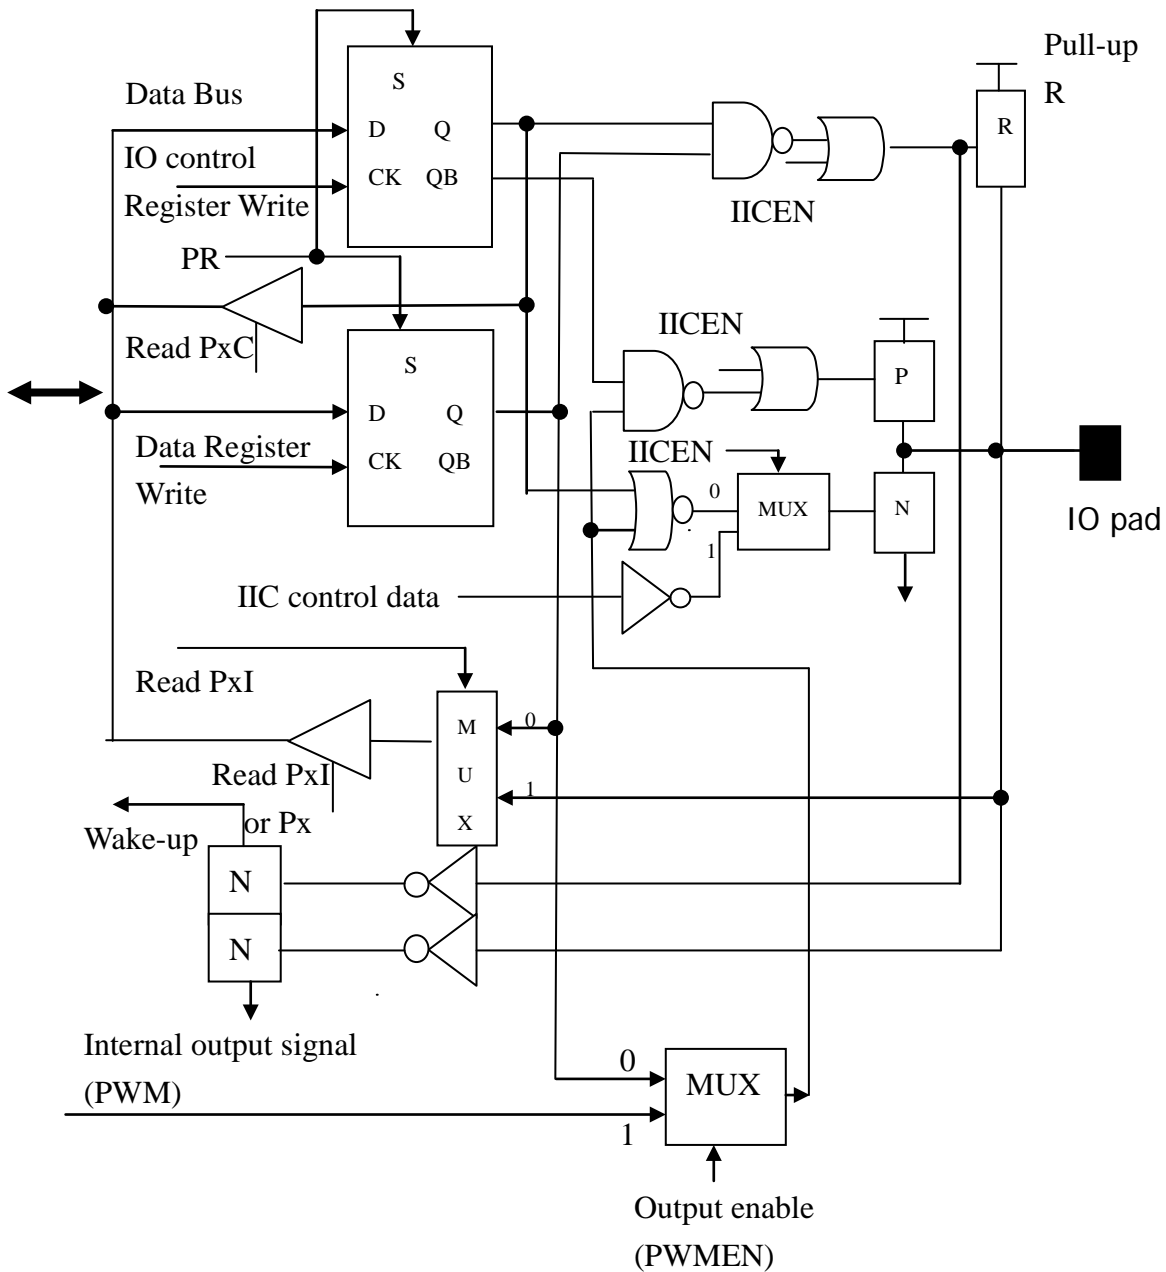 Pull-up
R
S
Data Bus
D Q
R
IO control
CK QB
Register Write
IICEN
PR
IICEN
Read PxC
S
P
D Q
Data Register
IICEN
CK QB
Write
0
MUX
N
IO pad
1
IIC control data
Read PxI
M
0
U
Read PxI
1
or Px
X
Wake-up
N
N
Internal output signal
0
(PWM)
MUX
1
Output enable
(PWMEN)